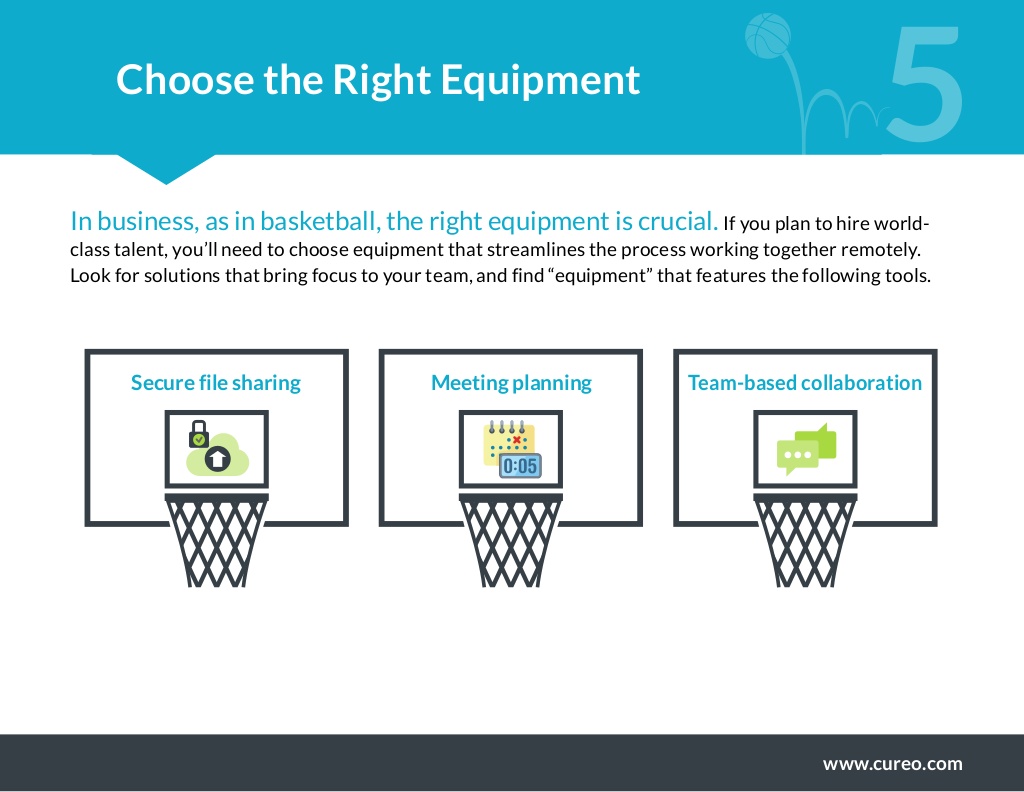 Choose the Right Equipment
5
In business, as in basketball, the right equipment is crucial. If you plan to hire world-
class talent, you’ll need to choose equipment that streamlines the process working together remotely.
Look for solutions that bring focus to your team, and find “equipment” that features the following tools.
Secure file sharing
Meeting planning
Team-based collaboration
0:05
www.cureo.com